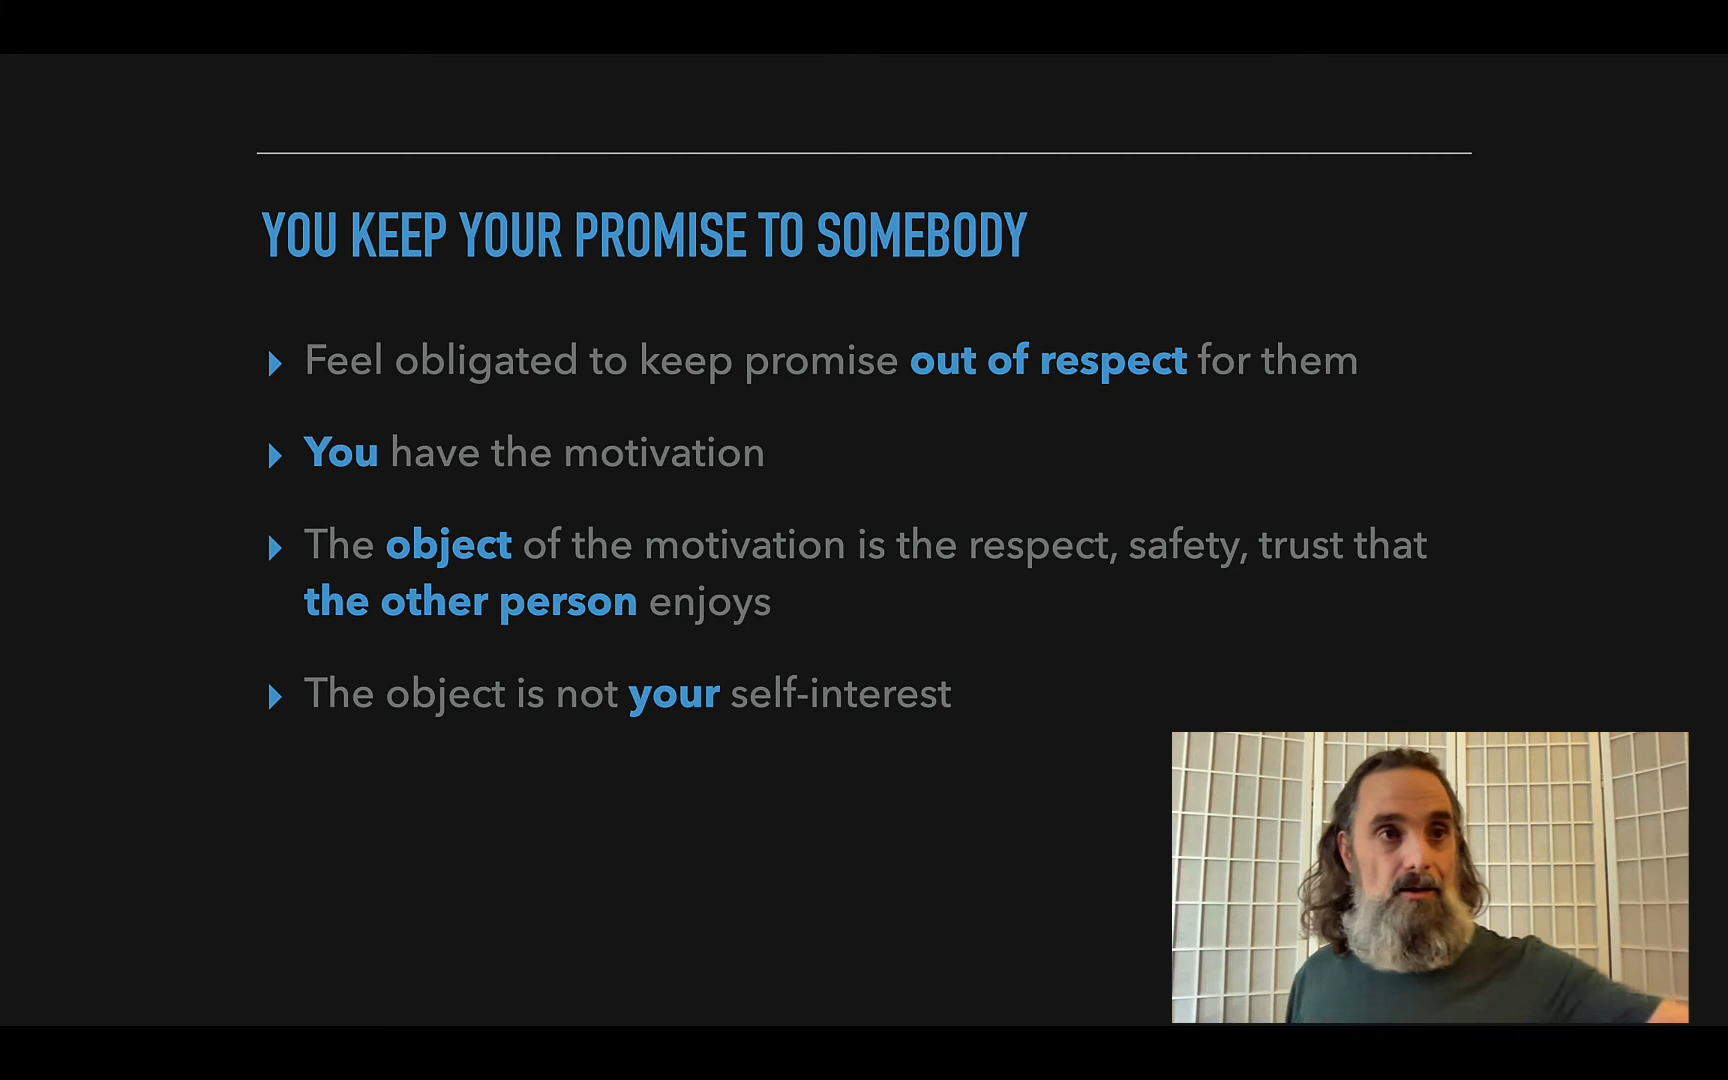 YOU KEEP YOUR PROMISE TO SOMEBODY
Feel obligated to keep promise out of respect for them
You have the motivation
The object of the motivation is the respect, safety, trust that
the other person enjoys
The object is not your self-interest